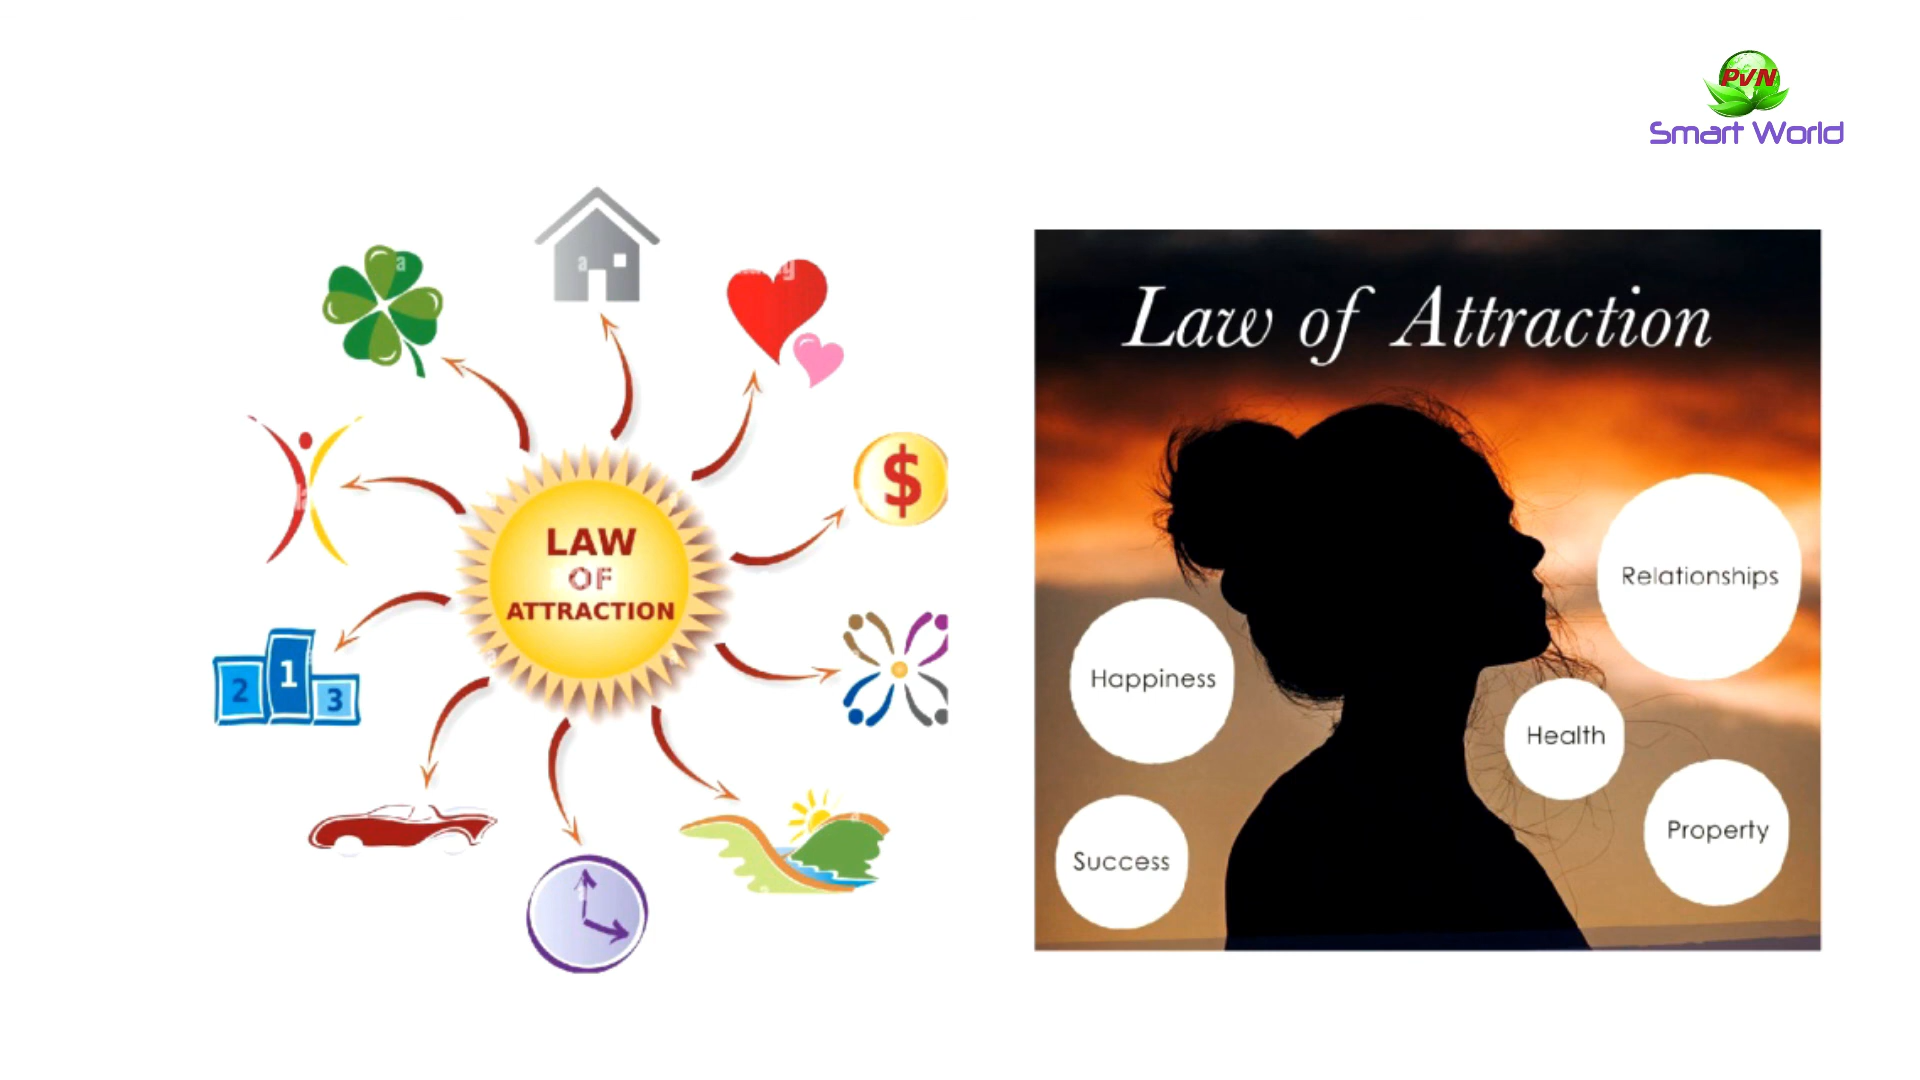 PVN
Smart World
$
LAW
OF
ATTRACTION
2
1
3
Law of Attraction
Relationships
Happiness
Health
Property
Success